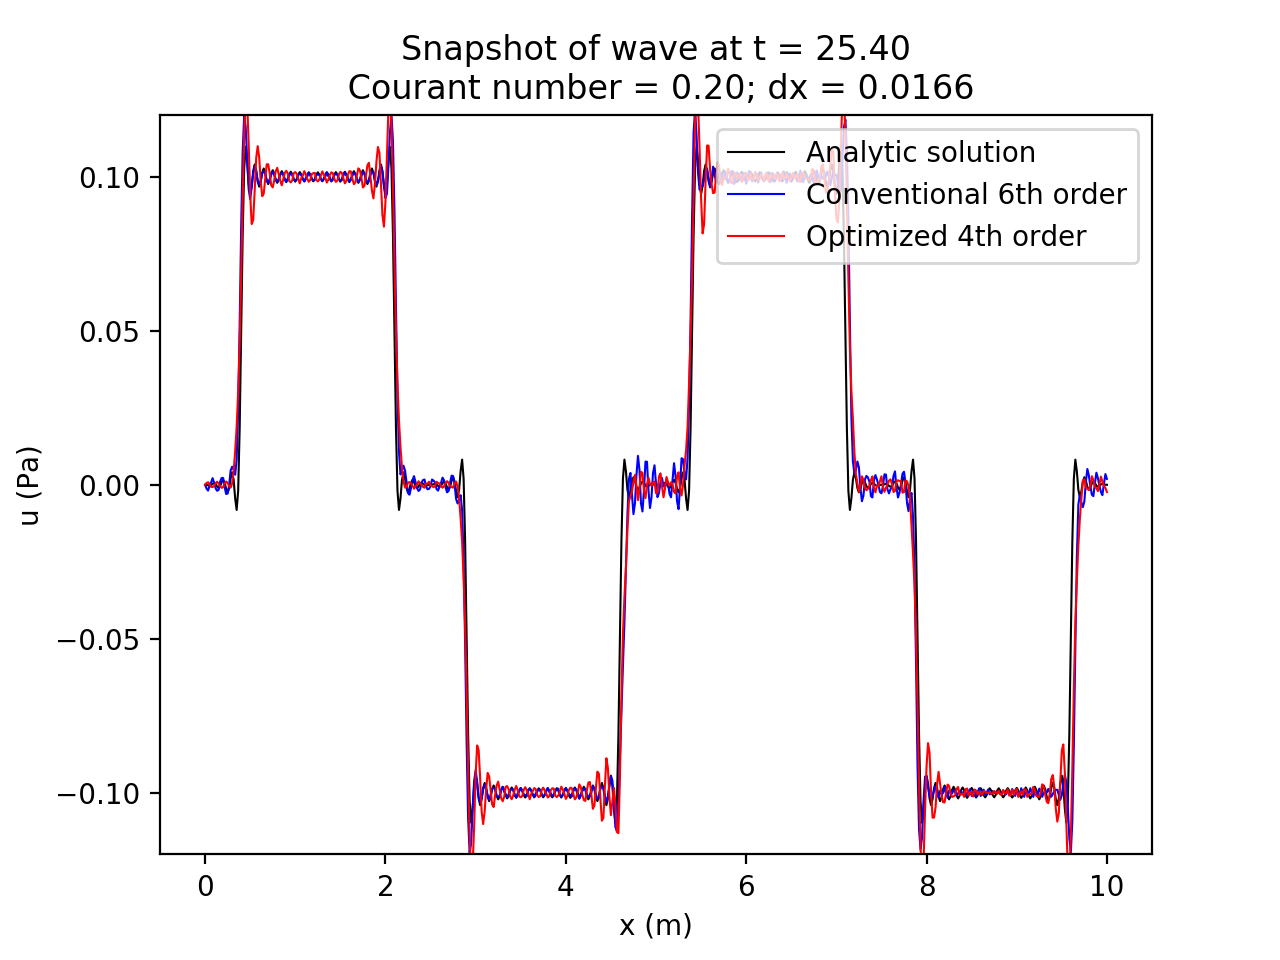 Snapshot of wave at t = 25.40
Courant number = 0.20; dx = 0.0166
Analytic solution
Conventional 6th order
Optimized 4th order
u (Pa)
0.10
0.05
0.00
−0.05
−0.10
0 2 4 6 8 10
x (m)